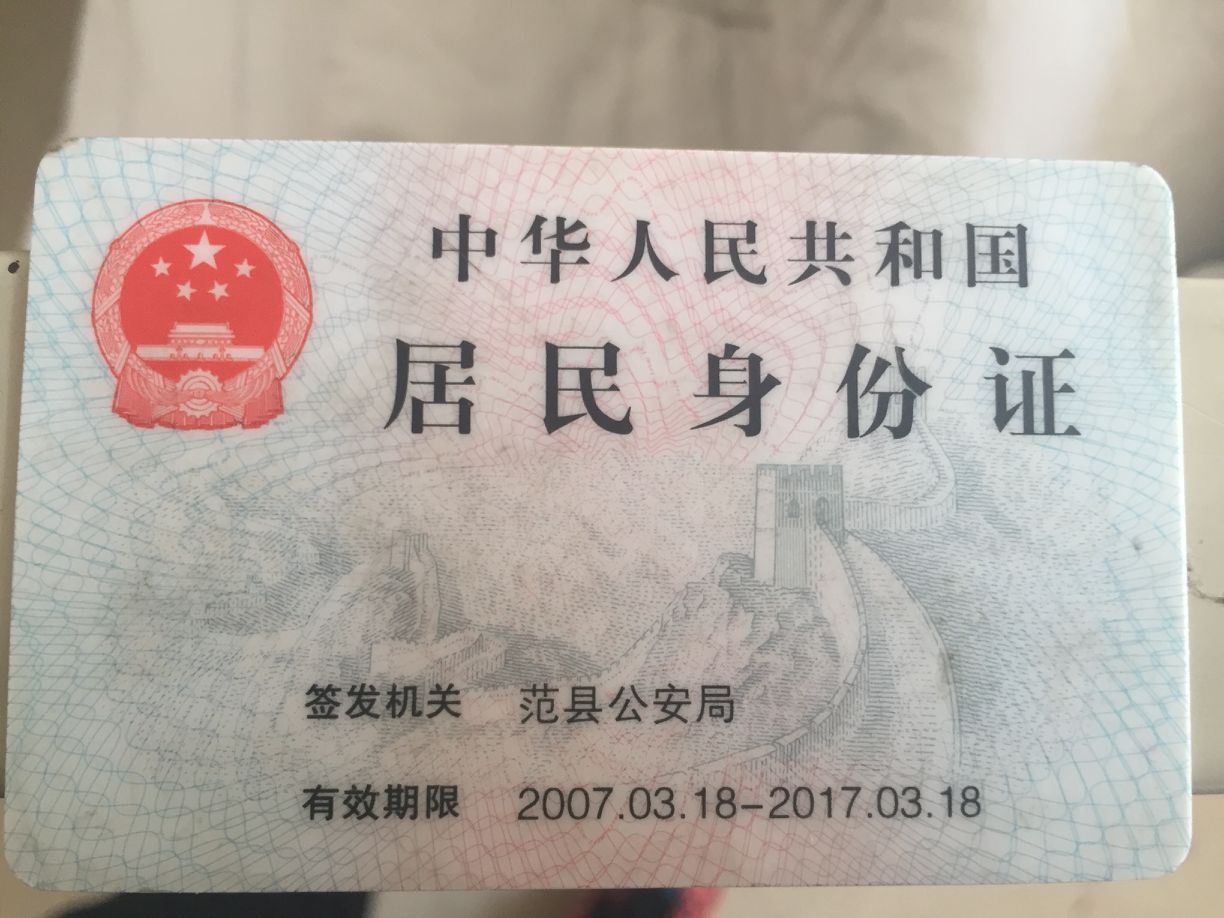 中华人民共和国
居民身份证
签发机关 范县公安局
有效期限 2007.03.18-2017.03.18